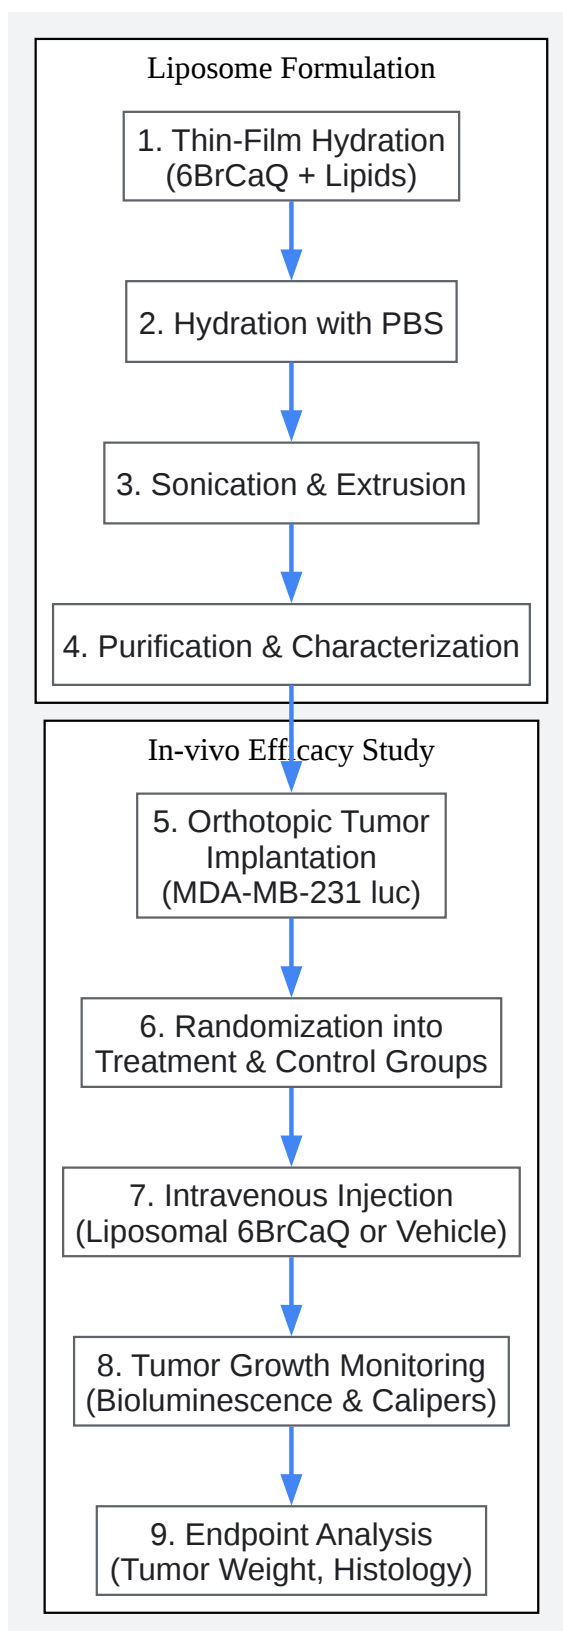 Liposome Formulation
1. Thin-Film Hydration
(6BrCaQ + Lipids)
2. Hydration with PBS
3. Sonication & Extrusion
4. Purification & Characterization
In-vivo Efficacy Study
5. Orthotopic Tumor
Implantation
(MDA-MB-231 luc)
6. Randomization into
Treatment & Control Groups
7. Intravenous Injection
(Liposomal 6BrCaQ or Vehicle)
8. Tumor Growth Monitoring
(Bioluminescence & Calipers)
9. Endpoint Analysis
(Tumor Weight, Histology)